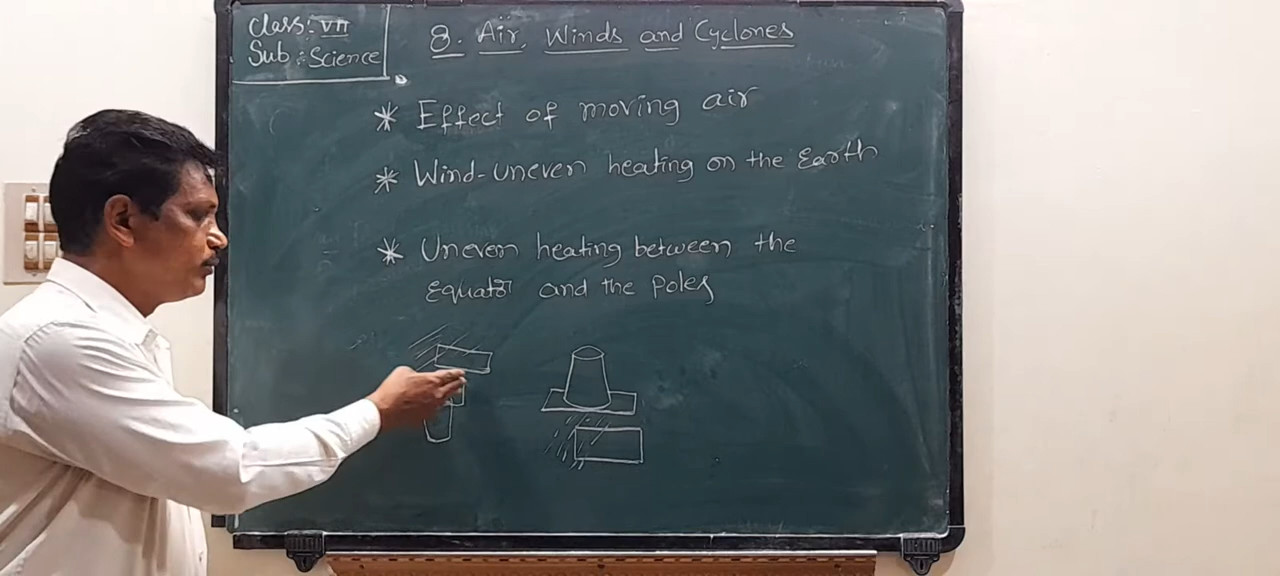 Class: VII
Sub: Science
8. Air, Winds and Cyclones
* Effect of moving air
* Wind-uneven heating on the Earth
* Uneven heating between the
Equator and the Poles